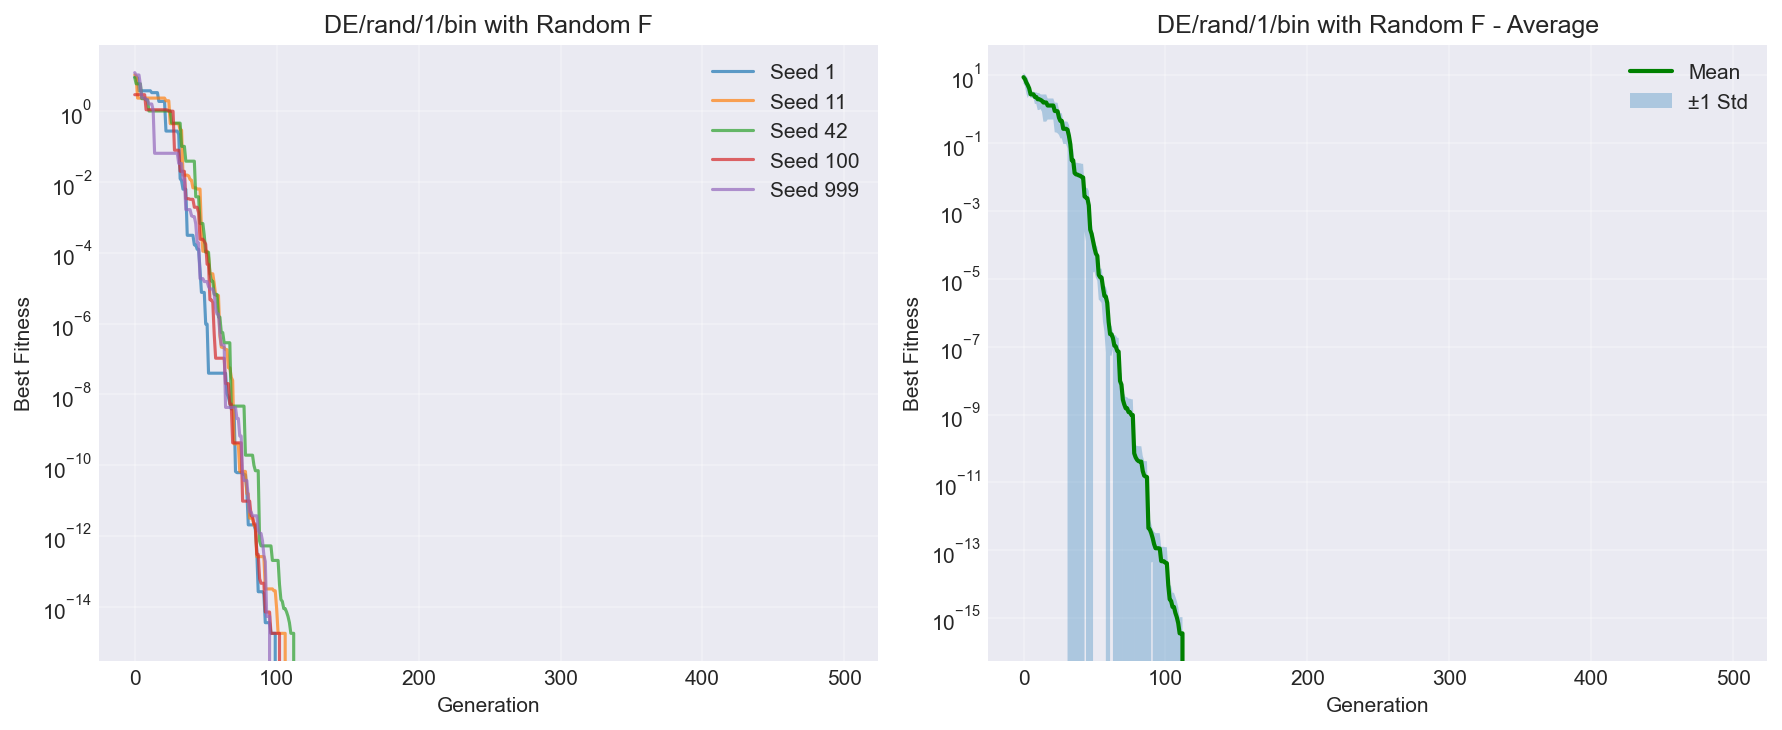 DE/rand/1/bin with Random F
Best Fitness
10^0
10^−2
10^−4
10^−6
10^−8
10^−10
10^−12
10^−14
Seed 1
Seed 11
Seed 42
Seed 100
Seed 999
0 100 200 300 400 500
Generation
DE/rand/1/bin with Random F - Average
Best Fitness
10^1
10^−1
10^−3
10^−5
10^−7
10^−9
10^−11
10^−13
10^−15
Mean
±1 Std
0 100 200 300 400 500
Generation